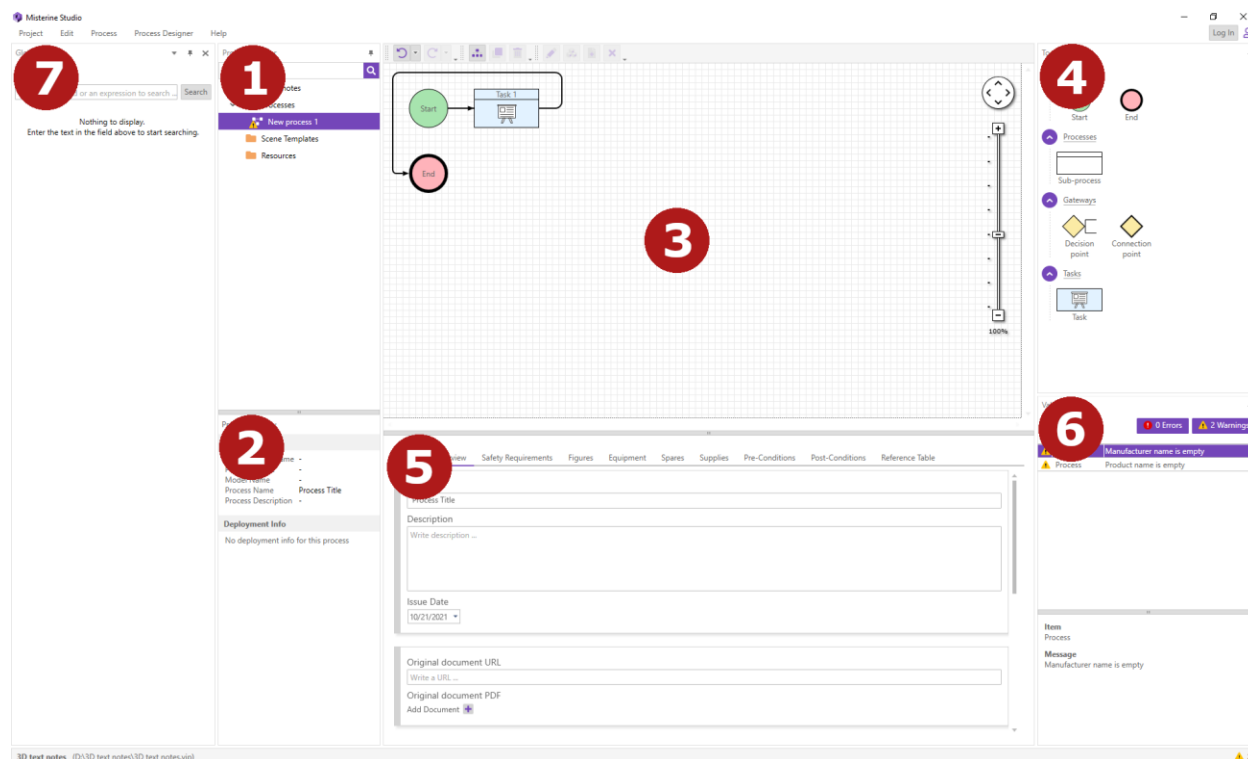 Misterine Studio
Project Edit Process Process Designer Help
Log In
7
or an expression to search ... Search
Nothing to display.
Enter the text in the field above to start searching.
1
New process 1
Scene Templates
Resources
Start
Task 1
End
3
100%
4
Start End
Processes
Sub-process
Gateways
Decision point
Connection point
Tasks
Task
2
Model Name -
Process Name Process Title
Process Description -
Deployment Info
No deployment info for this process
5
Safety Requirements Figures Equipment Spares Supplies Pre-Conditions Post-Conditions Reference Table
Process Title
Description
Write description ...
Issue Date
10/21/2021
Original document URL
Write a URL ...
Original document PDF
Add Document
6
0 Errors 2 Warnings
Manufacturer name is empty
Process Product name is empty
Item
Process
Message
Manufacturer name is empty
3D text notes (D:\3D text notes\3D text notes.vip)